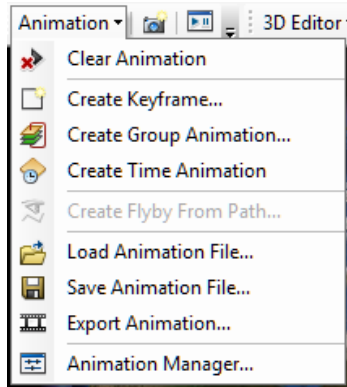 Animation 3D Editor
Clear Animation
Create Keyframe...
Create Group Animation...
Create Time Animation
Create Flyby From Path...
Load Animation File...
Save Animation File...
Export Animation...
Animation Manager...